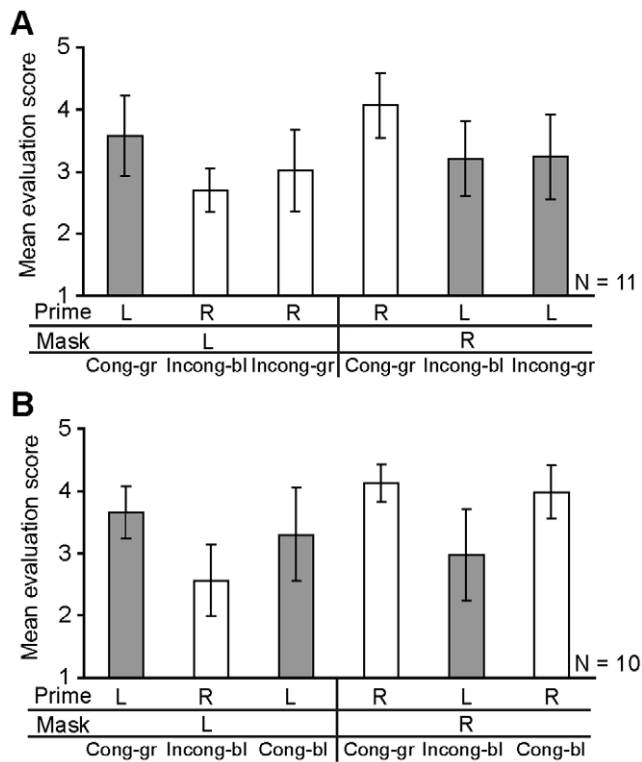 A
Mean evaluation score
5
4
3
2
1
N = 11
Prime L R R R L L
Mask L R
Cong-gr Incong-bl Incong-gr Cong-gr Incong-bl Incong-gr
B
Mean evaluation score
5
4
3
2
1
N = 10
Prime L R L R L R
Mask L R
Cong-gr Incong-bl Cong-bl Cong-gr Incong-bl Cong-bl